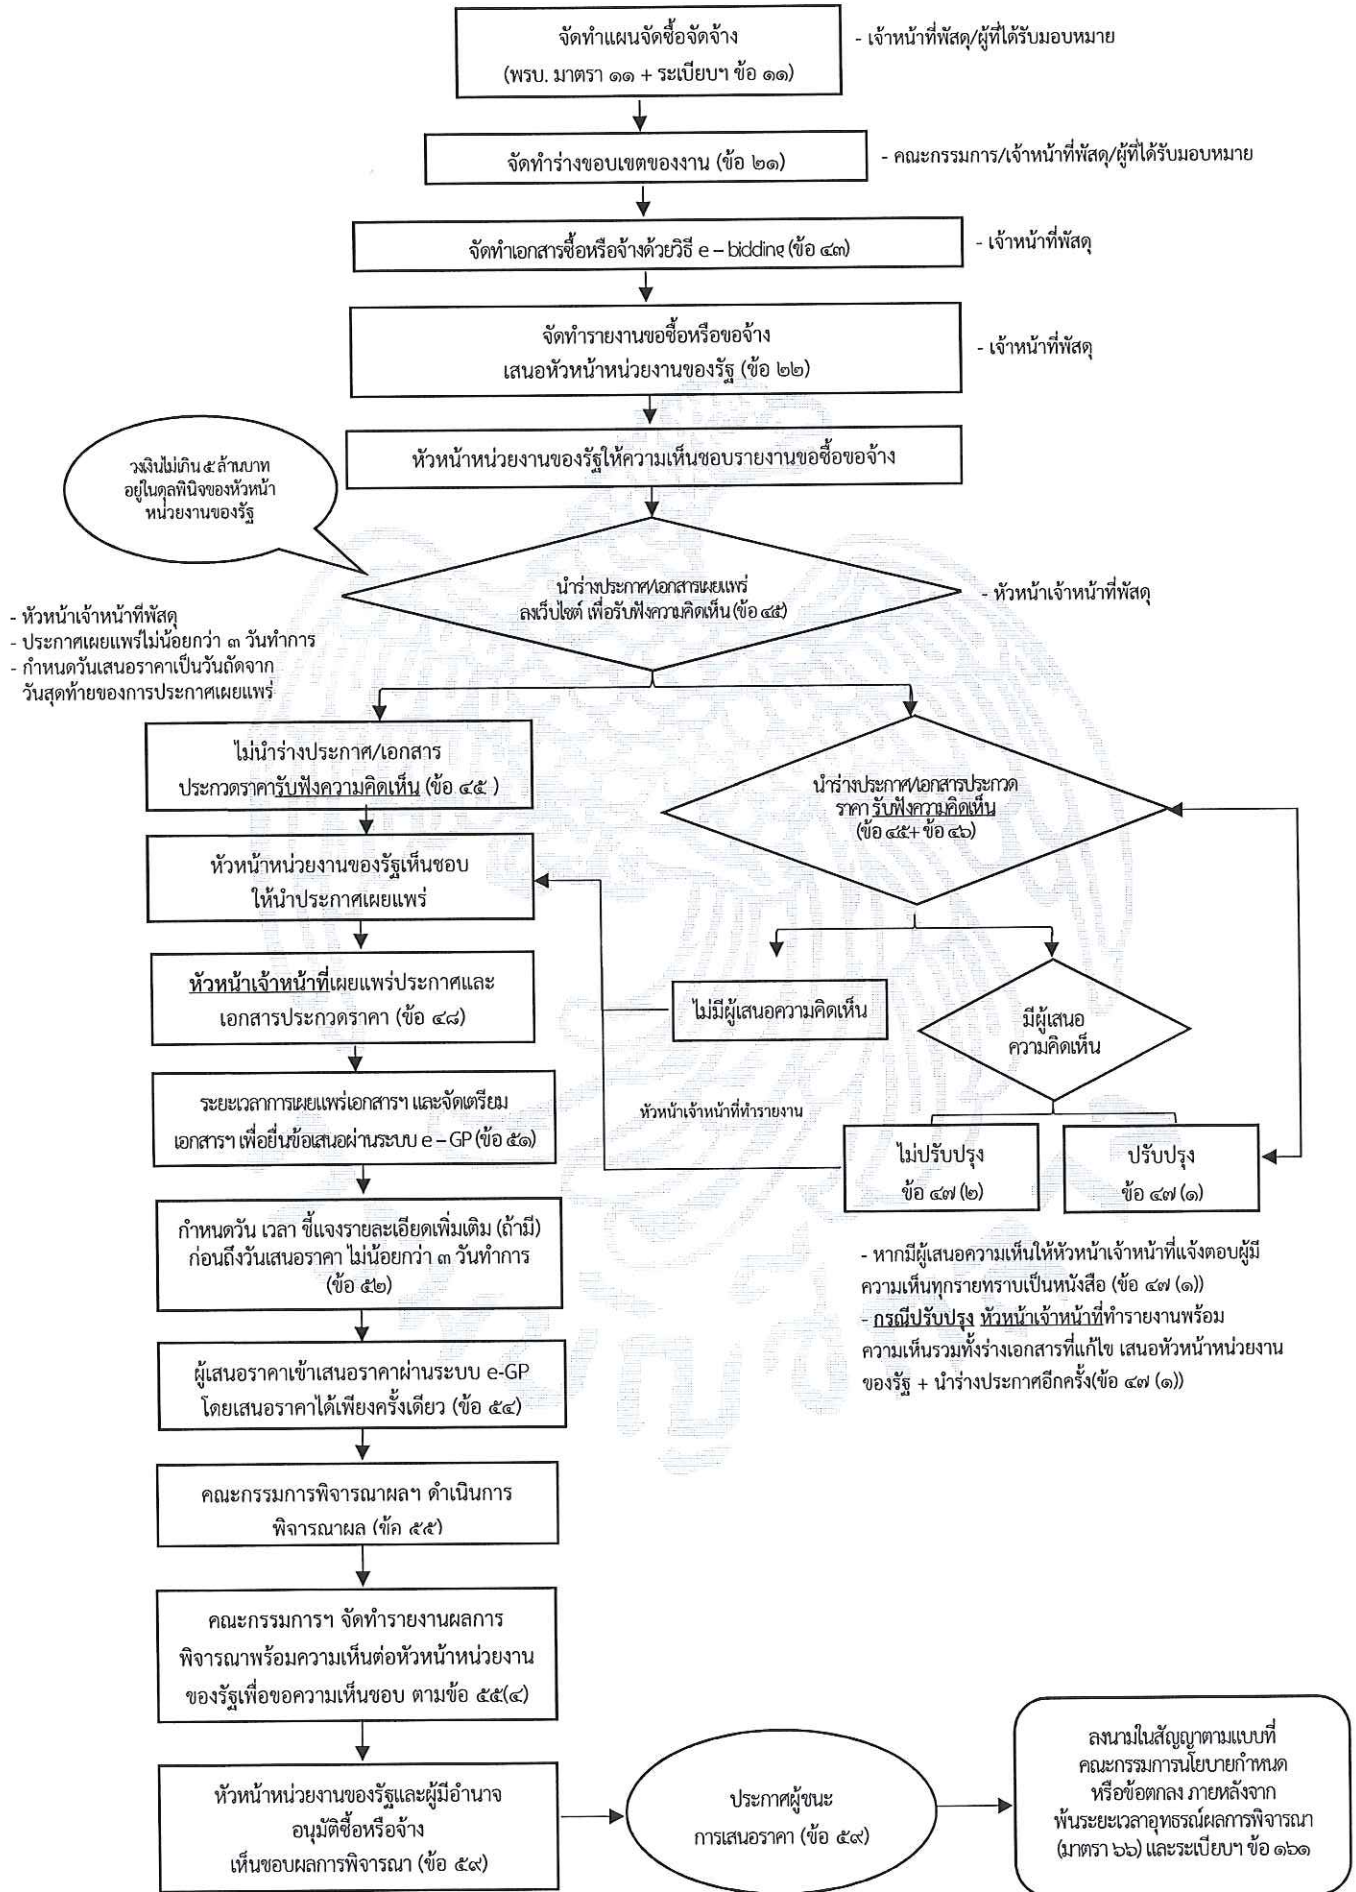 จัดทำแผนจัดซื้อจัดจ้าง
(พรบ. มาตรา ๑๑ + ระเบียบฯ ข้อ ๑๑)
- เจ้าหน้าที่พัสดุ/ผู้ที่ได้รับมอบหมาย
จัดทำร่างขอบเขตของงาน (ข้อ ๒๑)
- คณะกรรมการ/เจ้าหน้าที่พัสดุ/ผู้ที่ได้รับมอบหมาย
จัดทำเอกสารซื้อหรือจ้างด้วยวิธี e – bidding (ข้อ ๔๓)
- เจ้าหน้าที่พัสดุ
จัดทำรายงานขอซื้อหรือขอจ้าง
เสนอหัวหน้าหน่วยงานของรัฐ (ข้อ ๒๒)
- เจ้าหน้าที่พัสดุ
หัวหน้าหน่วยงานของรัฐให้ความเห็นชอบรายงานขอซื้อขอจ้าง
วงเงินไม่เกิน ๕ ล้านบาท
อยู่ในดุลพินิจของหัวหน้า
หน่วยงานของรัฐ
นำร่างประกาศ/เอกสารเผยแพร่
ลงเว็บไซต์ เพื่อรับฟังความคิดเห็น (ข้อ ๔๕)
- หัวหน้าเจ้าหน้าที่พัสดุ
- หัวหน้าเจ้าหน้าที่พัสดุ
- ประกาศเผยแพร่ไม่น้อยกว่า ๓ วันทำการ
- กำหนดวันเสนอราคาเป็นวันถัดจาก
วันสุดท้ายของการประกาศเผยแพร่
ไม่นำร่างประกาศ/เอกสาร
ประกวดราคารับฟังความคิดเห็น (ข้อ ๔๕ )
นำร่างประกาศ/เอกสารประกวด
ราคา รับฟังความคิดเห็น
(ข้อ ๔๕+ ข้อ ๔๖)
หัวหน้าหน่วยงานของรัฐเห็นชอบ
ให้นำประกาศเผยแพร่
หัวหน้าเจ้าหน้าที่เผยแพร่ประกาศและ
เอกสารประกวดราคา (ข้อ ๔๘)
ไม่มีผู้เสนอความคิดเห็น
มีผู้เสนอ
ความคิดเห็น
ระยะเวลาการเผยแพร่เอกสารฯ และจัดเตรียม
เอกสารฯ เพื่อยื่นข้อเสนอผ่านระบบ e – GP (ข้อ ๕๑)
หัวหน้าเจ้าหน้าที่ทำรายงาน
ไม่ปรับปรุง
ข้อ ๔๗ (๒)
ปรับปรุง
ข้อ ๔๗ (๑)
กำหนดวัน เวลา ชี้แจงรายละเอียดเพิ่มเติม (ถ้ามี)
ก่อนถึงวันเสนอราคา ไม่น้อยกว่า ๓ วันทำการ
(ข้อ ๕๒)
- หากมีผู้เสนอความเห็นให้หัวหน้าเจ้าหน้าที่แจ้งตอบผู้มี
ความเห็นทุกรายทราบเป็นหนังสือ (ข้อ ๔๗ (๑))
- กรณีปรับปรุง หัวหน้าเจ้าหน้าที่ทำรายงานพร้อม
ความเห็นรวมทั้งร่างเอกสารที่แก้ไข เสนอหัวหน้าหน่วยงาน
ของรัฐ + นำร่างประกาศอีกครั้ง(ข้อ ๔๗ (๑))
ผู้เสนอราคาเข้าเสนอราคาผ่านระบบ e-GP
โดยเสนอราคาได้เพียงครั้งเดียว (ข้อ ๕๔)
คณะกรรมการพิจารณาผลฯ ดำเนินการ
พิจารณาผล (ข้อ ๕๕)
คณะกรรมการฯ จัดทำรายงานผลการ
พิจารณาพร้อมความเห็นต่อหัวหน้าหน่วยงาน
ของรัฐเพื่อขอความเห็นชอบ ตามข้อ ๕๕(๔)
หัวหน้าหน่วยงานของรัฐและผู้มีอำนาจ
อนุมัติซื้อหรือจ้าง
เห็นชอบผลการพิจารณา (ข้อ ๕๙)
ประกาศผู้ชนะ
การเสนอราคา (ข้อ ๕๙)
ลงนามในสัญญาตามแบบที่
คณะกรรมการนโยบายกำหนด
หรือข้อตกลง ภายหลังจาก
พ้นระยะเวลาอุทธรณ์ผลการพิจารณา
(มาตรา ๖๖) และระเบียบฯ ข้อ ๑๖๑